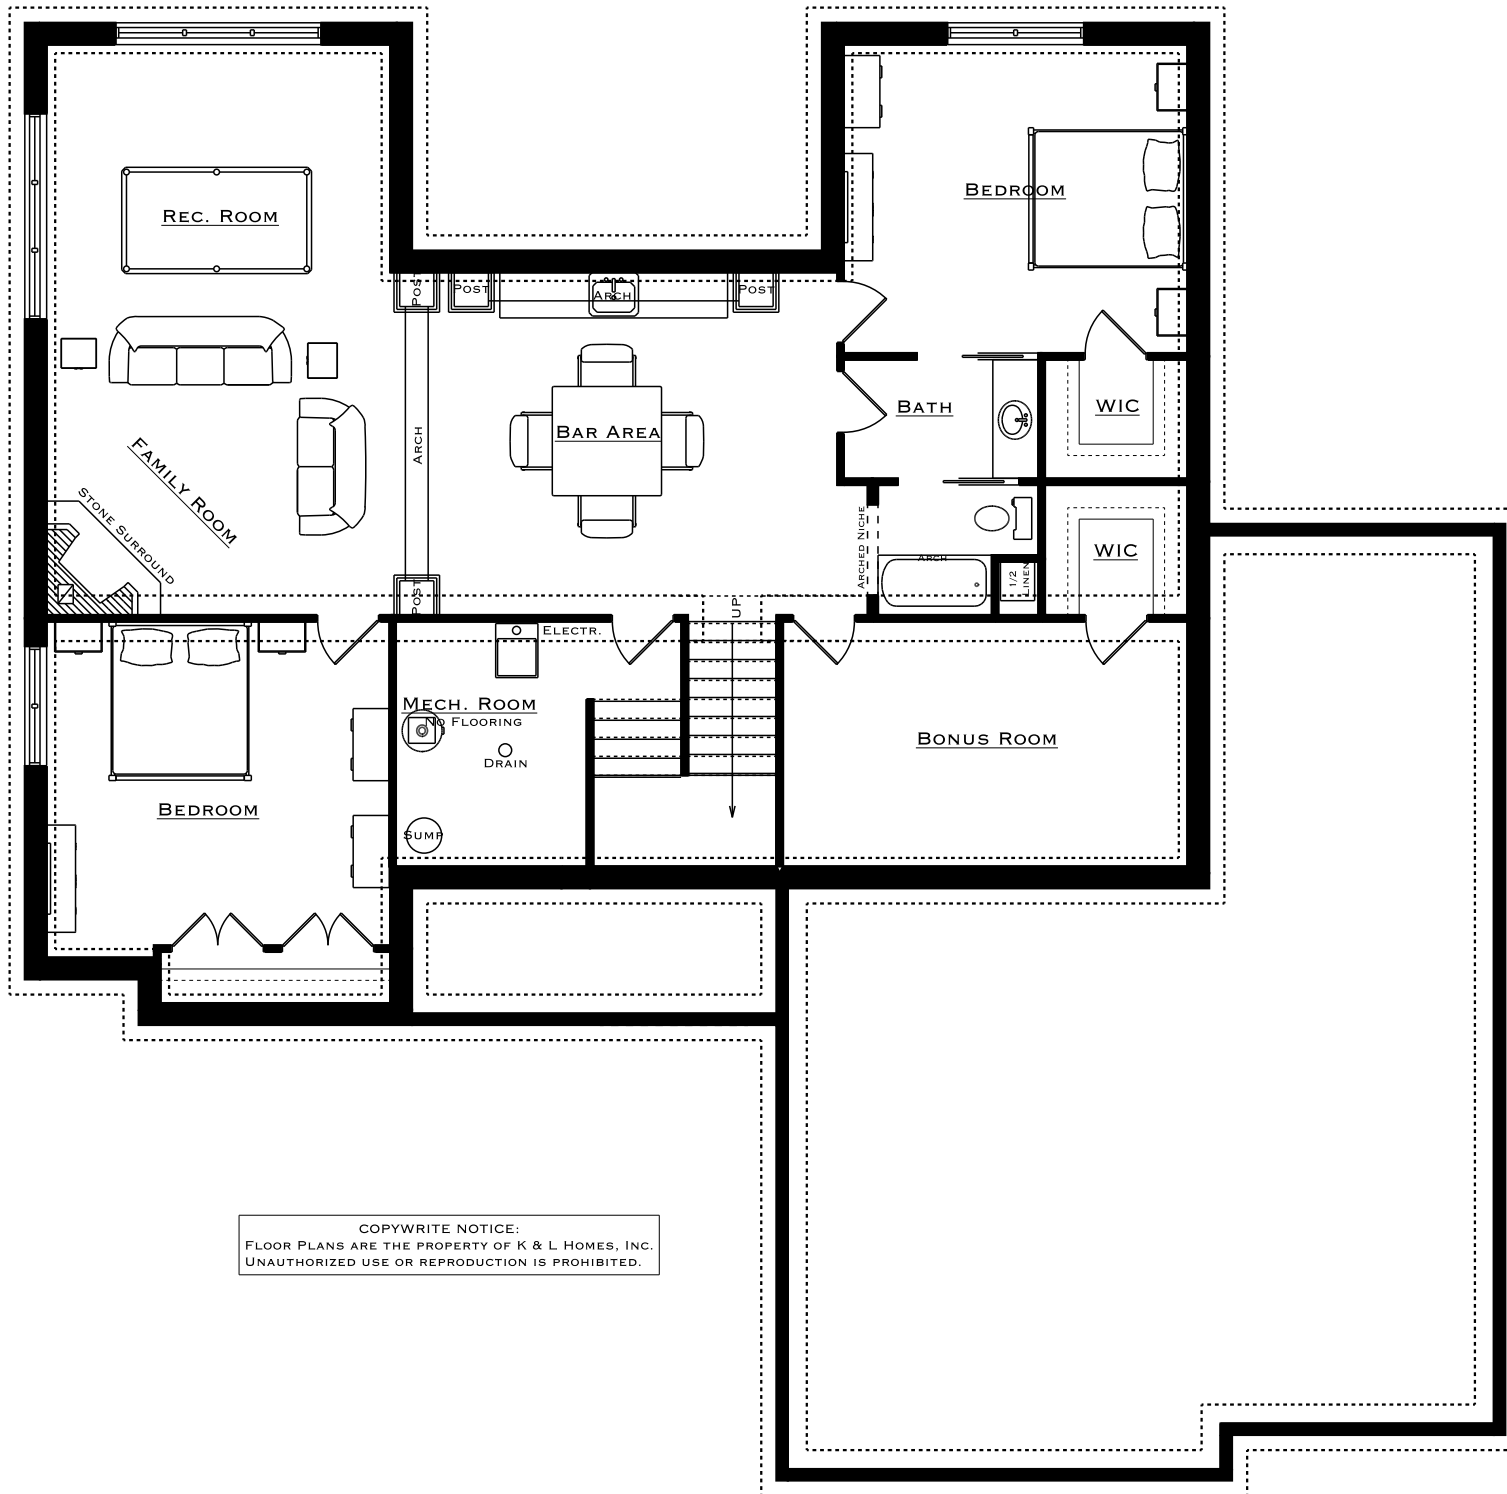 Rec. Room
Bedroom
Post
Post
Arch
Post
Arch
Bar Area
Bath
WIC
Family Room
Stone Surround
Arched Niche
Arch
1/2
Linen
WIC
Post
UP
Electr.
Mech. Room
No Flooring
Drain
Sump
Bonus Room
Bedroom
COPYWRITE NOTICE:
Floor Plans are the property of K & L Homes, Inc.
Unauthorized use or reproduction is prohibited.